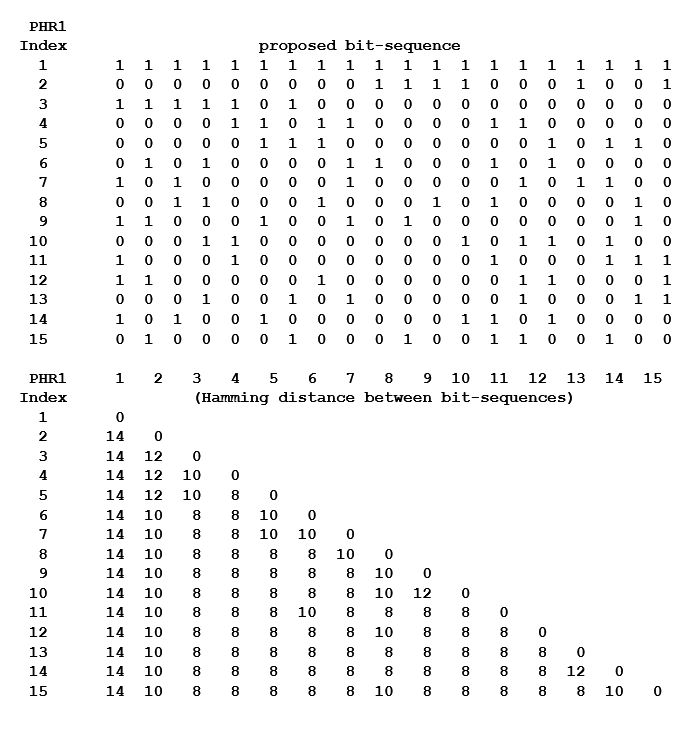 PHR1
Index proposed bit-sequence
1 1 1 1 1 1 1 1 1 1 1 1 1 1 1 1 1 1 1 1 1
2 0 0 0 0 0 0 0 0 0 1 1 1 1 0 0 0 1 0 0 1
3 1 1 1 1 1 0 1 0 0 0 0 0 0 0 0 0 0 0 0 0
4 0 0 0 0 1 1 0 1 1 0 0 0 0 1 1 0 0 0 0 0
5 0 0 0 0 0 1 1 1 0 0 0 0 0 0 0 1 0 1 1 0
6 0 1 0 1 0 0 0 0 1 1 0 0 0 1 0 1 0 0 0 0
7 1 0 1 0 0 0 0 0 1 0 0 0 0 0 1 0 1 1 0 0
8 0 0 1 1 0 0 0 1 0 0 0 1 0 1 0 0 0 0 1 0
9 1 1 0 0 0 1 0 0 1 0 1 0 0 0 0 0 0 0 1 0
10 0 0 0 1 1 0 0 0 0 0 0 0 1 0 1 1 0 1 0 0
11 1 0 0 0 1 0 0 0 0 0 0 0 0 1 0 0 0 1 1 1
12 1 1 0 0 0 0 0 1 0 0 0 0 0 0 1 1 0 0 0 1
13 0 0 0 1 0 0 1 0 1 0 0 0 0 0 1 0 0 0 1 1
14 1 0 1 0 0 1 0 0 0 0 0 0 1 1 0 1 0 0 0 0
15 0 1 0 0 0 0 1 0 0 0 1 0 0 1 1 0 0 1 0 0
PHR1 1 2 3 4 5 6 7 8 9 10 11 12 13 14 15
Index (Hamming distance between bit-sequences)
1 0
2 14 0
3 14 12 0
4 14 12 10 0
5 14 12 10 8 0
6 14 10 8 8 10 0
7 14 10 8 8 10 10 0
8 14 10 8 8 8 8 10 0
9 14 10 8 8 8 8 8 10 0
10 14 10 8 8 8 8 8 10 12 0
11 14 10 8 8 8 10 8 8 8 8 0
12 14 10 8 8 8 8 8 10 8 8 8 0
13 14 10 8 8 8 8 8 8 8 8 8 8 0
14 14 10 8 8 8 8 8 8 8 8 8 8 12 0
15 14 10 8 8 8 8 8 10 8 8 8 8 8 10 0